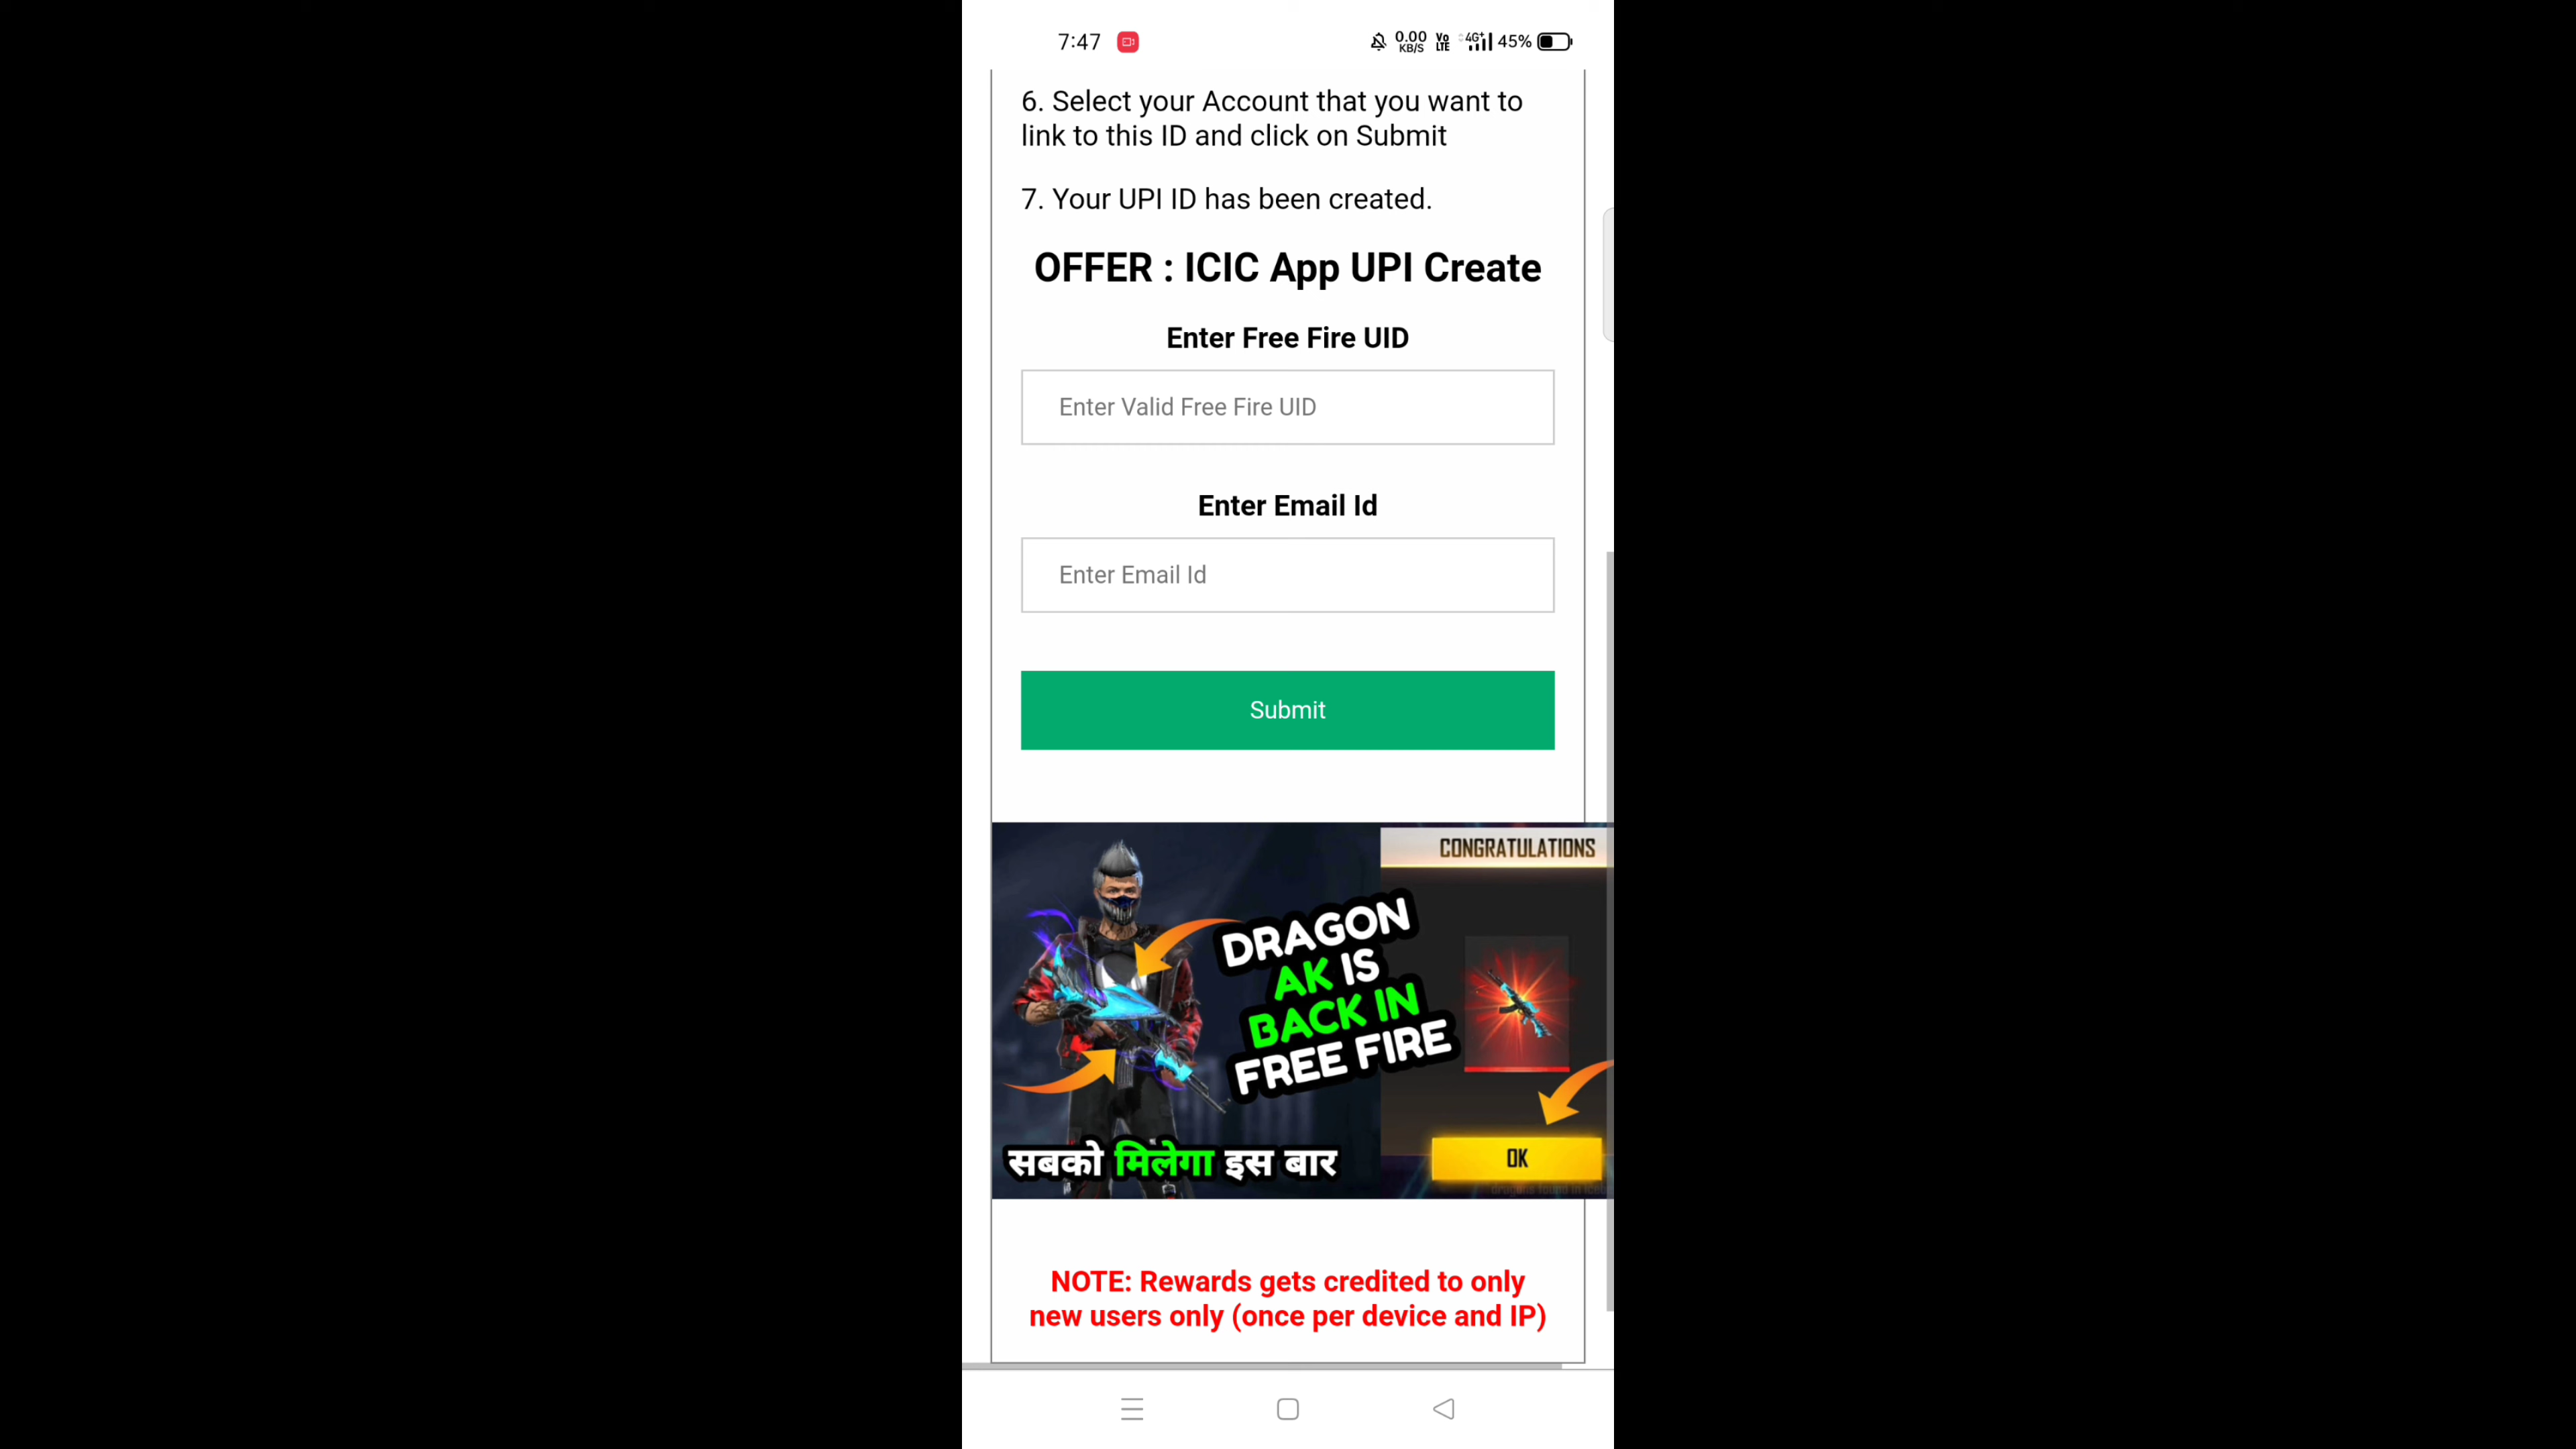 7:47
0.00 KB/S Vo LTE 4G+ 45%
6. Select your Account that you want to
link to this ID and click on Submit
7. Your UPI ID has been created.
OFFER : ICIC App UPI Create
Enter Free Fire UID
Enter Valid Free Fire UID
Enter Email Id
Enter Email Id
Submit
CONGRATULATIONS
DRAGON
AK IS
BACK IN
FREE FIRE
सबको मिलेगा इस बार
OK
NOTE: Rewards gets credited to only
new users only (once per device and IP)